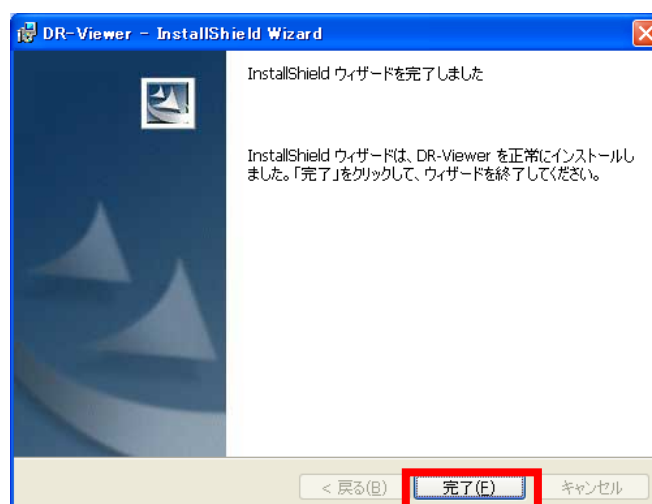 DR-Viewer - InstallShield Wizard
InstallShield ウィザードを完了しました
InstallShield ウィザードは、DR-Viewer を正常にインストールし
ました。「完了」をクリックして、ウィザードを終了してください。
< 戻る(B) 完了(F) キャンセル